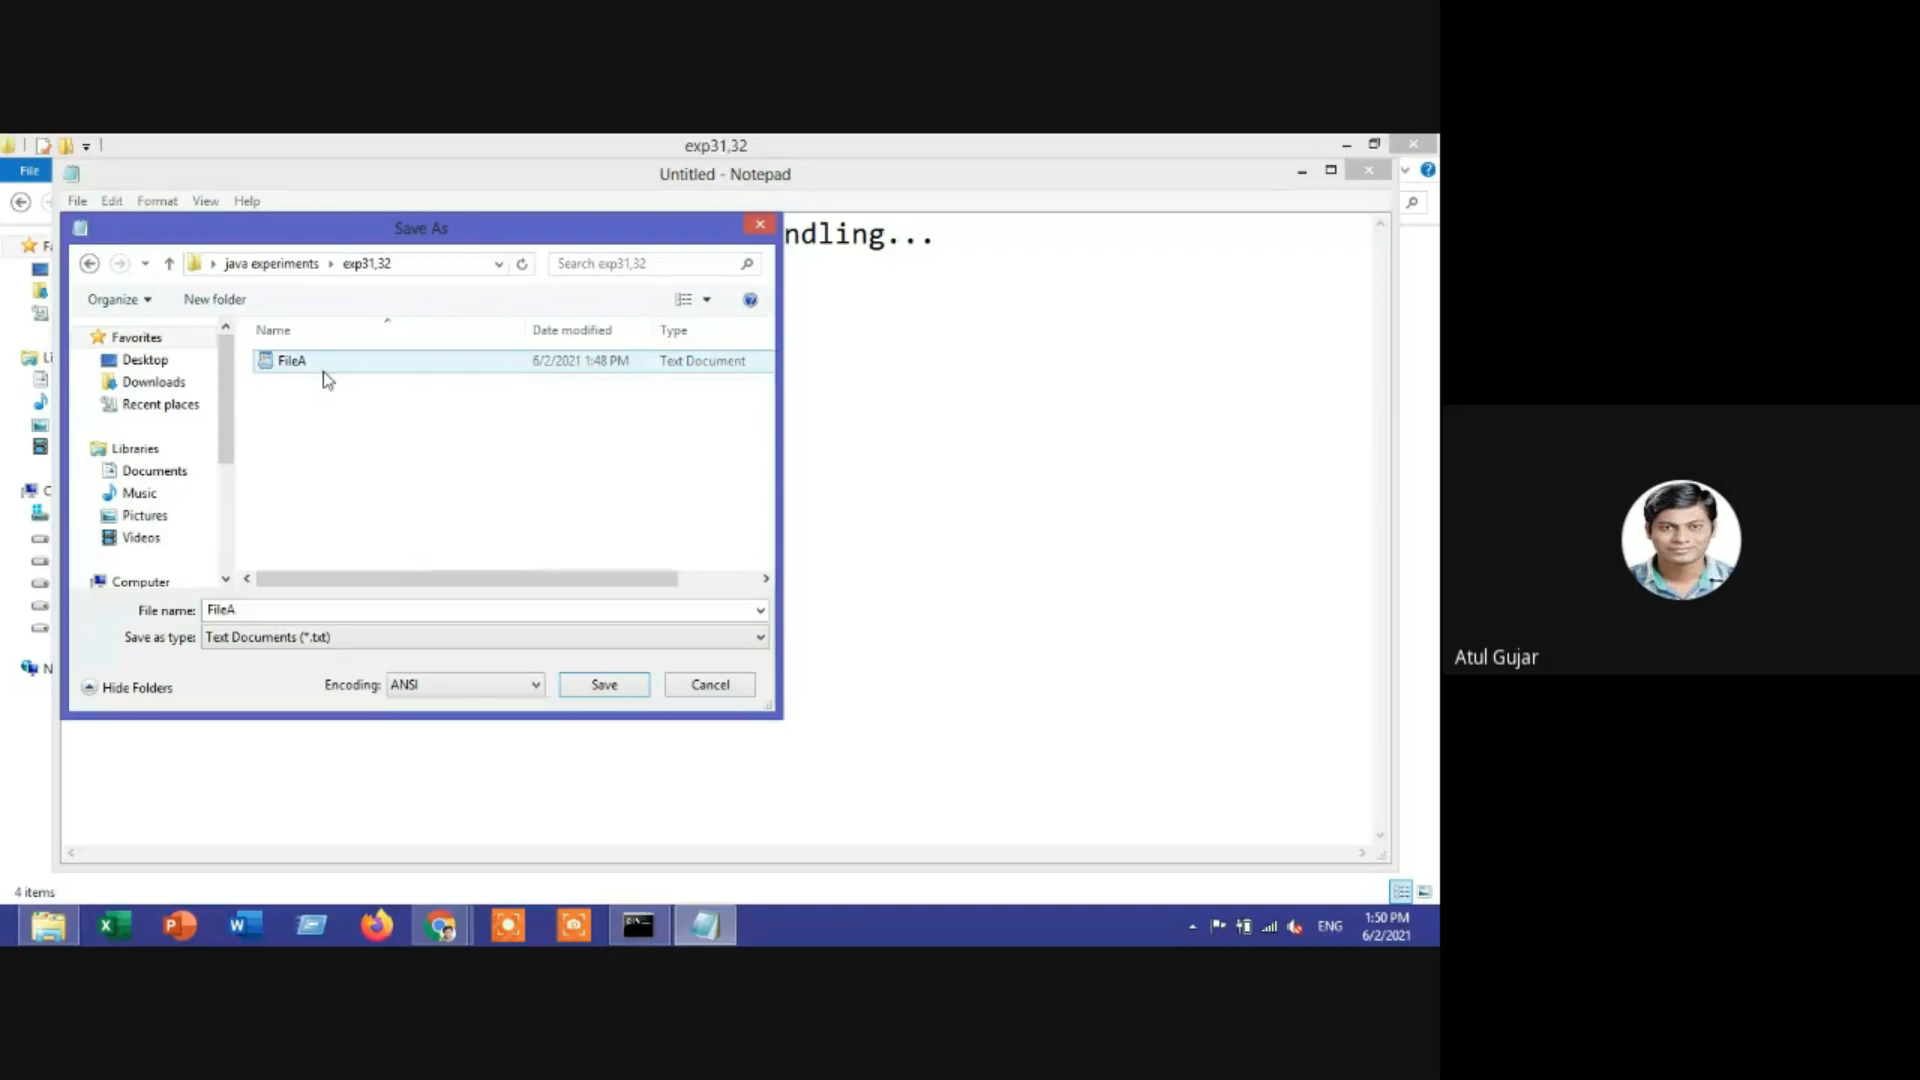 exp31,32
File
Untitled - Notepad
File Edit Format View Help
ndling...
Save As
java experiments exp31,32
Search exp31,32
Organize New folder
Name Date modified Type
FileA 6/2/2021 1:48 PM Text Document
Favorites
Desktop
Downloads
Recent places
Libraries
Documents
Music
Pictures
Videos
Computer
File name: FileA
Save as type: Text Documents (*.txt)
Hide Folders
Encoding: ANSI
Save
Cancel
4 items
ENG
1:50 PM
6/2/2021
Atul Gujar